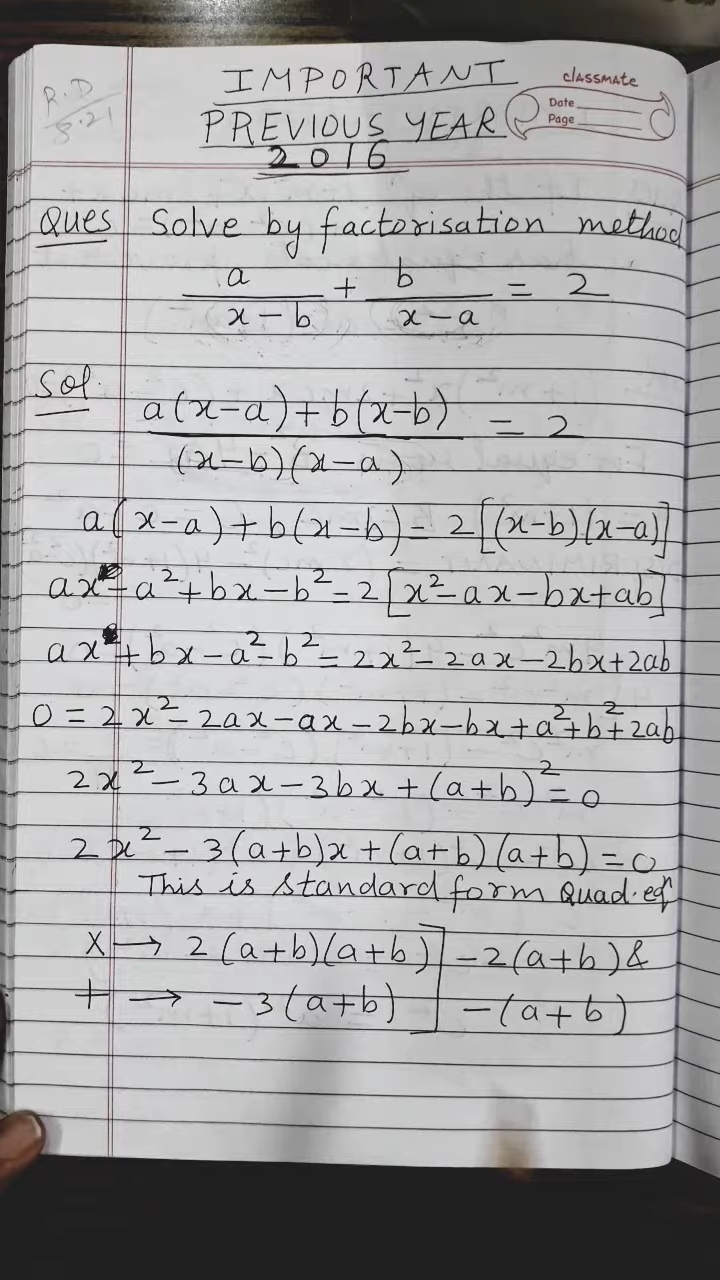 IMPORTANT
PREVIOUS YEAR
2016
R.D
8.21
classmate
Date
Page
Ques Solve by factorisation method
a/(x-b) + b/(x-a) = 2
Sol.
(a(x-a)+b(x-b))/((x-b)(x-a)) = 2
a(x-a)+b(x-b)=2[(x-b)(x-a)]
ax-a²+bx-b²=2[x²-ax-bx+ab]
ax+bx-a²-b²=2x²-2ax-2bx+2ab
0=2x²-2ax-ax-2bx-bx+a²+b²+2ab
2x²-3ax-3bx+(a+b)²=0
2x²-3(a+b)x+(a+b)(a+b)=0
This is standard form Quad.eqn
× → 2(a+b)(a+b)] -2(a+b)&
+ → -3(a+b)] -(a+b)